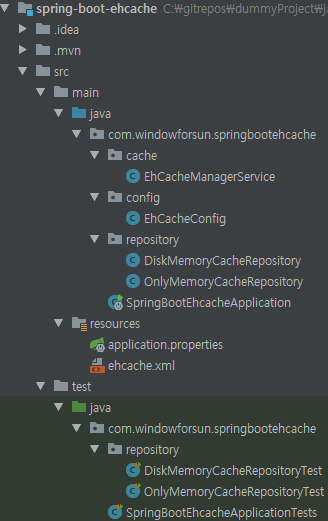 spring-boot-ehcache C:₩gitrepos₩dummyProject₩j
.idea
.mvn
src
main
java
com.windowforsun.springbootehcache
cache
EhCacheManagerService
config
EhCacheConfig
repository
DiskMemoryCacheRepository
OnlyMemoryCacheRepository
SpringBootEhcacheApplication
resources
application.properties
ehcache.xml
test
java
com.windowforsun.springbootehcache
repository
DiskMemoryCacheRepositoryTest
OnlyMemoryCacheRepositoryTest
SpringBootEhcacheApplicationTests